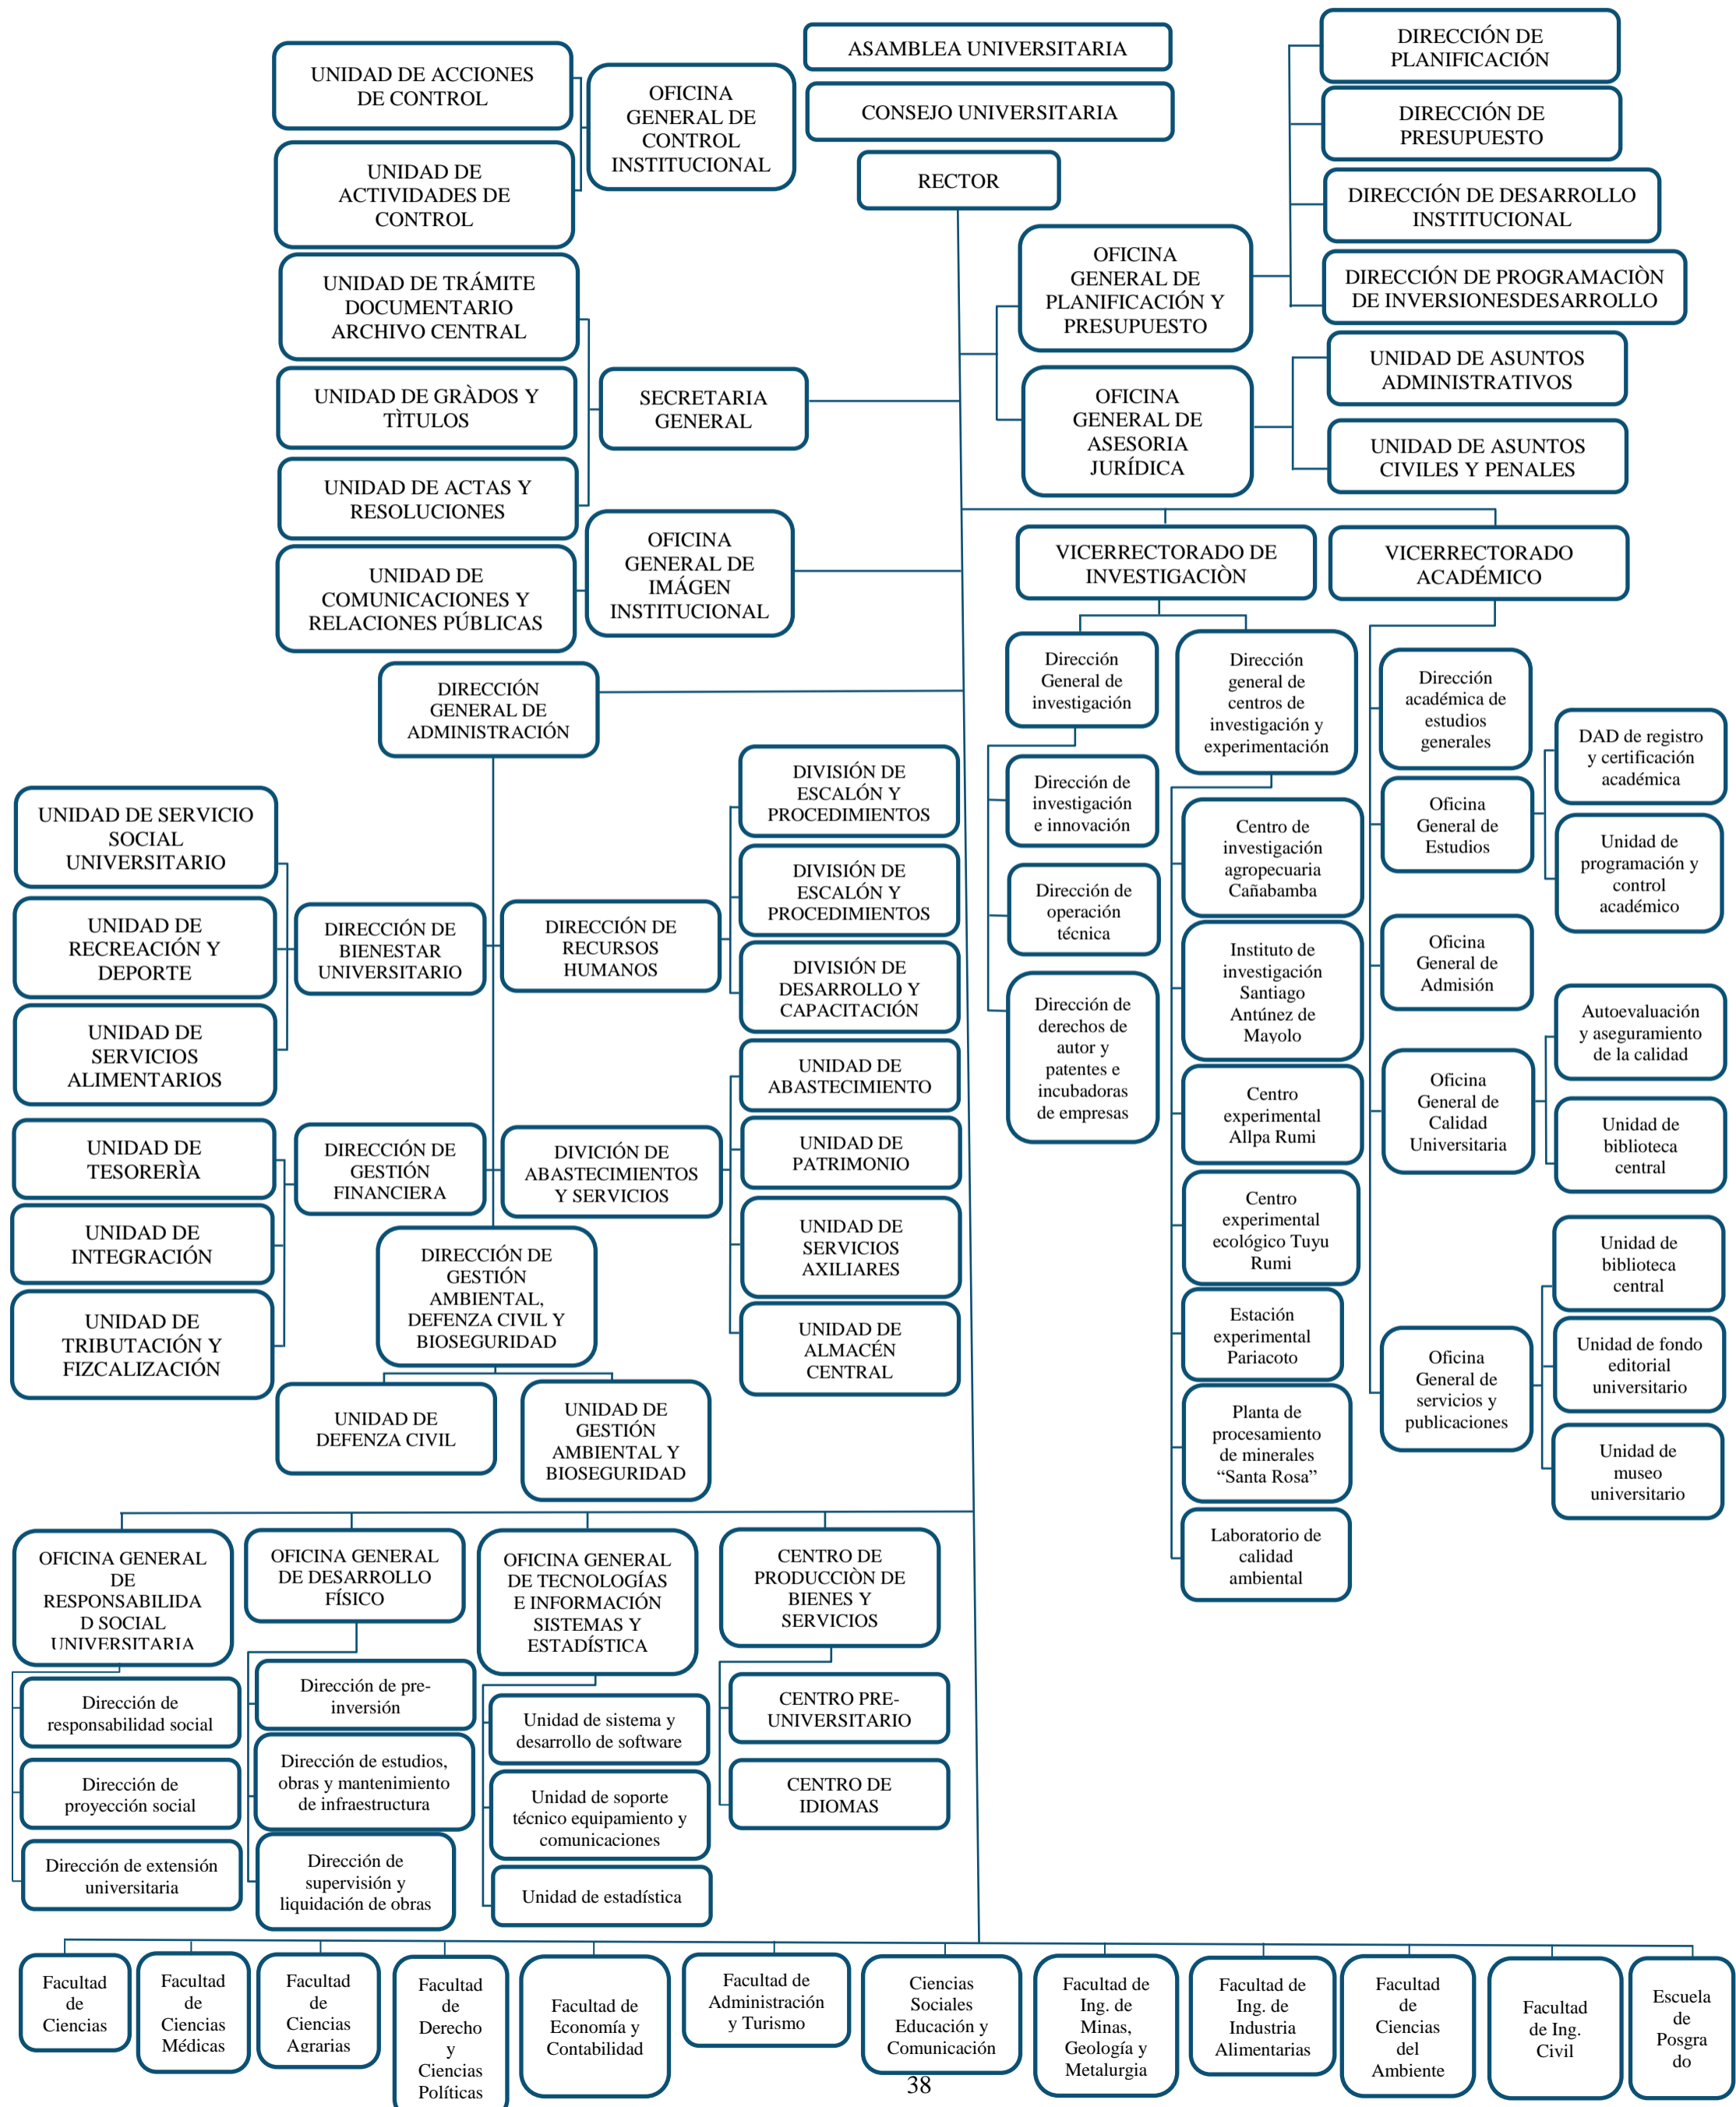 ASAMBLEA UNIVERSITARIA
CONSEJO UNIVERSITARIA
RECTOR
UNIDAD DE ACCIONES
DE CONTROL
UNIDAD DE
ACTIVIDADES DE
CONTROL
OFICINA
GENERAL DE
CONTROL
INSTITUCIONAL
UNIDAD DE TRÁMITE
DOCUMENTARIO
ARCHIVO CENTRAL
UNIDAD DE GRÀDOS Y
TÌTULOS
UNIDAD DE ACTAS Y
RESOLUCIONES
SECRETARIA
GENERAL
UNIDAD DE
COMUNICACIONES Y
RELACIONES PÚBLICAS
OFICINA
GENERAL DE
IMÁGEN
INSTITUCIONAL
OFICINA
GENERAL DE
PLANIFICACIÓN Y
PRESUPUESTO
DIRECCIÓN DE
PLANIFICACIÓN
DIRECCIÓN DE
PRESUPUESTO
DIRECCIÓN DE DESARROLLO
INSTITUCIONAL
DIRECCIÓN DE PROGRAMACIÒN
DE INVERSIONESDESARROLLO
OFICINA
GENERAL DE
ASESORIA
JURÍDICA
UNIDAD DE ASUNTOS
ADMINISTRATIVOS
UNIDAD DE ASUNTOS
CIVILES Y PENALES
VICERRECTORADO DE
INVESTIGACIÒN
VICERRECTORADO
ACADÉMICO
Dirección
General de
investigación
Dirección de
investigación
e innovación
Dirección de
operación
técnica
Dirección de
derechos de
autor y
patentes e
incubadoras
de empresas
Dirección
general de
centros de
investigación y
experimentación
Centro de
investigación
agropecuaria
Cañabamba
Instituto de
investigación
Santiago
Antúnez de
Mayolo
Centro
experimental
Allpa Rumi
Centro
experimental
ecológico Tuyu
Rumi
Estación
experimental
Pariacoto
Planta de
procesamiento
de minerales
“Santa Rosa”
Laboratorio de
calidad
ambiental
Dirección
académica de
estudios
generales
Oficina
General de
Estudios
DAD de registro
y certificación
académica
Unidad de
programación y
control
académico
Oficina
General de
Admisión
Oficina
General de
Calidad
Universitaria
Autoevaluación
y aseguramiento
de la calidad
Unidad de
biblioteca
central
Oficina
General de
servicios y
publicaciones
Unidad de
biblioteca
central
Unidad de fondo
editorial
universitario
Unidad de
museo
universitario
DIRECCIÓN
GENERAL DE
ADMINISTRACIÓN
UNIDAD DE SERVICIO
SOCIAL
UNIVERSITARIO
UNIDAD DE
RECREACIÓN Y
DEPORTE
UNIDAD DE
SERVICIOS
ALIMENTARIOS
DIRECCIÓN DE
BIENESTAR
UNIVERSITARIO
DIRECCIÓN DE
RECURSOS
HUMANOS
DIVISIÓN DE
ESCALÓN Y
PROCEDIMIENTOS
DIVISIÓN DE
ESCALÓN Y
PROCEDIMIENTOS
DIVISIÓN DE
DESARROLLO Y
CAPACITACIÓN
UNIDAD DE
TESORERÌA
UNIDAD DE
INTEGRACIÓN
UNIDAD DE
TRIBUTACIÓN Y
FIZCALIZACIÓN
DIRECCIÓN DE
GESTIÓN
FINANCIERA
DIVICIÓN DE
ABASTECIMIENTOS
Y SERVICIOS
UNIDAD DE
ABASTECIMIENTO
UNIDAD DE
PATRIMONIO
UNIDAD DE
SERVICIOS
AXILIARES
UNIDAD DE
ALMACÉN
CENTRAL
DIRECCIÓN DE
GESTIÓN
AMBIENTAL,
DEFENZA CIVIL Y
BIOSEGURIDAD
UNIDAD DE
DEFENZA CIVIL
UNIDAD DE
GESTIÓN
AMBIENTAL Y
BIOSEGURIDAD
OFICINA GENERAL
DE
RESPONSABILIDA
D SOCIAL
UNIVERSITARIA
Dirección de
responsabilidad social
Dirección de
proyección social
Dirección de extensión
universitaria
OFICINA GENERAL
DE DESARROLLO
FÍSICO
Dirección de pre-
inversión
Dirección de estudios,
obras y mantenimiento
de infraestructura
Dirección de
supervisión y
liquidación de obras
OFICINA GENERAL
DE TECNOLOGÍAS
E INFORMACIÓN
SISTEMAS Y
ESTADÍSTICA
Unidad de sistema y
desarrollo de software
Unidad de soporte
técnico equipamiento y
comunicaciones
Unidad de estadística
CENTRO DE
PRODUCCIÒN DE
BIENES Y
SERVICIOS
CENTRO PRE-
UNIVERSITARIO
CENTRO DE
IDIOMAS
Facultad
de
Ciencias
Facultad
de
Ciencias
Médicas
Facultad
de
Ciencias
Agrarias
Facultad
de
Derecho
y
Ciencias
Políticas
Facultad de
Economía y
Contabilidad
Facultad de
Administración
y Turismo
Ciencias
Sociales
Educación y
Comunicación
Facultad de
Ing. de
Minas,
Geología y
Metalurgia
Facultad de
Ing. de
Industria
Alimentarias
Facultad
de
Ciencias
del
Ambiente
Facultad
de Ing.
Civil
Escuela
de
Posgra
do
38